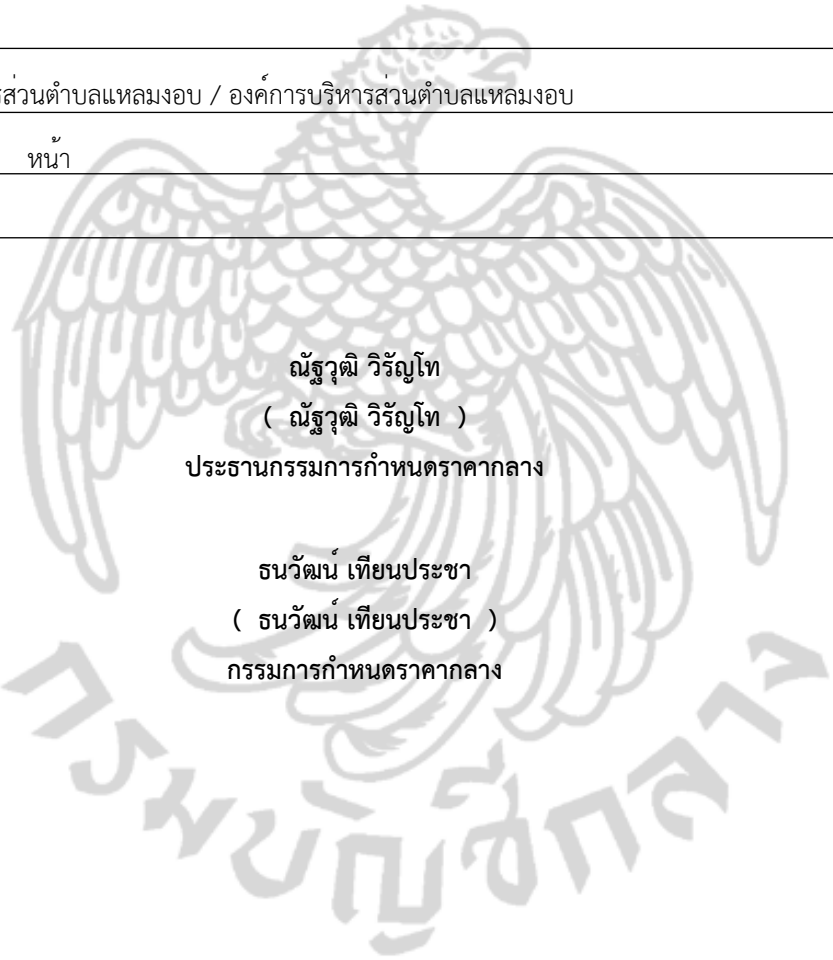 ส่วนตำบลแหลมงอบ / องค์การบริหารส่วนตำบลแหลมงอบ
หน้า
ณัฐวุฒิ วิรัญโท
( ณัฐวุฒิ วิรัญโท )
ประธานกรรมการกำหนดราคากลาง
ธนวัฒน์ เทียนประชา
( ธนวัฒน์ เทียนประชา )
กรรมการกำหนดราคากลาง
กรมบัญชีกลาง